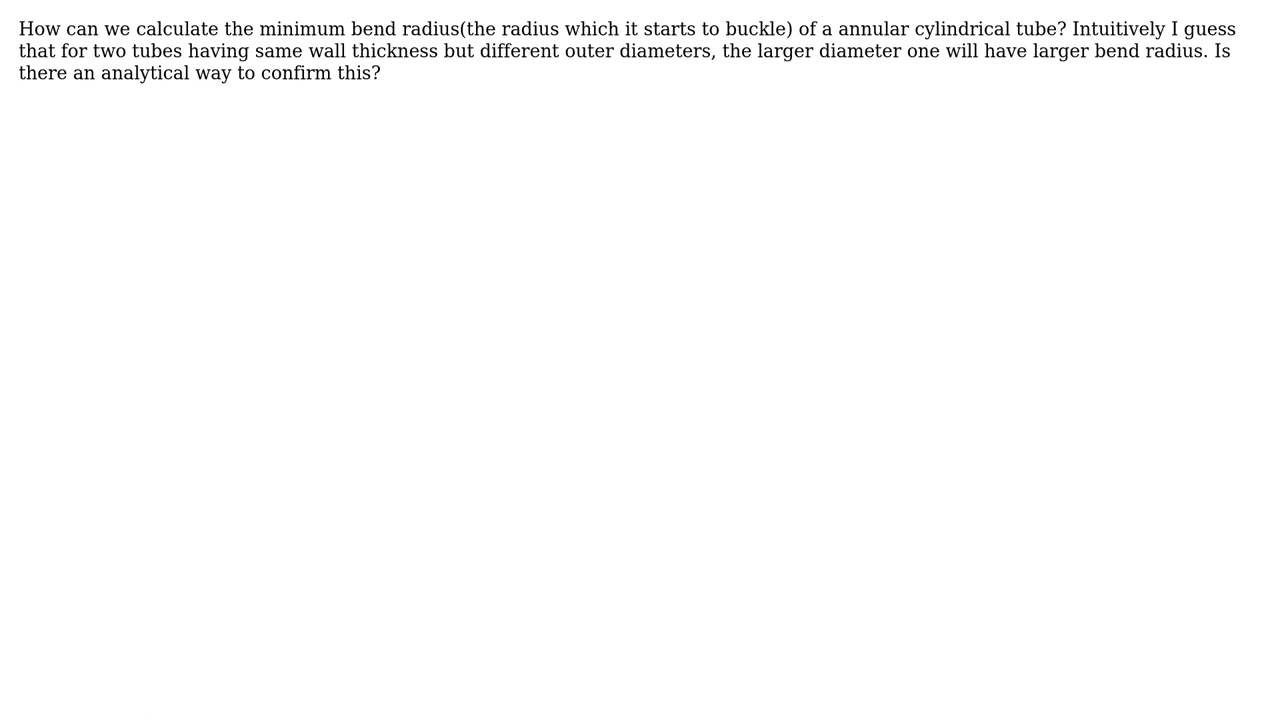 How can we calculate the minimum bend radius(the radius which it starts to buckle) of a annular cylindrical tube? Intuitively I guess
that for two tubes having same wall thickness but different outer diameters, the larger diameter one will have larger bend radius. Is
there an analytical way to confirm this?